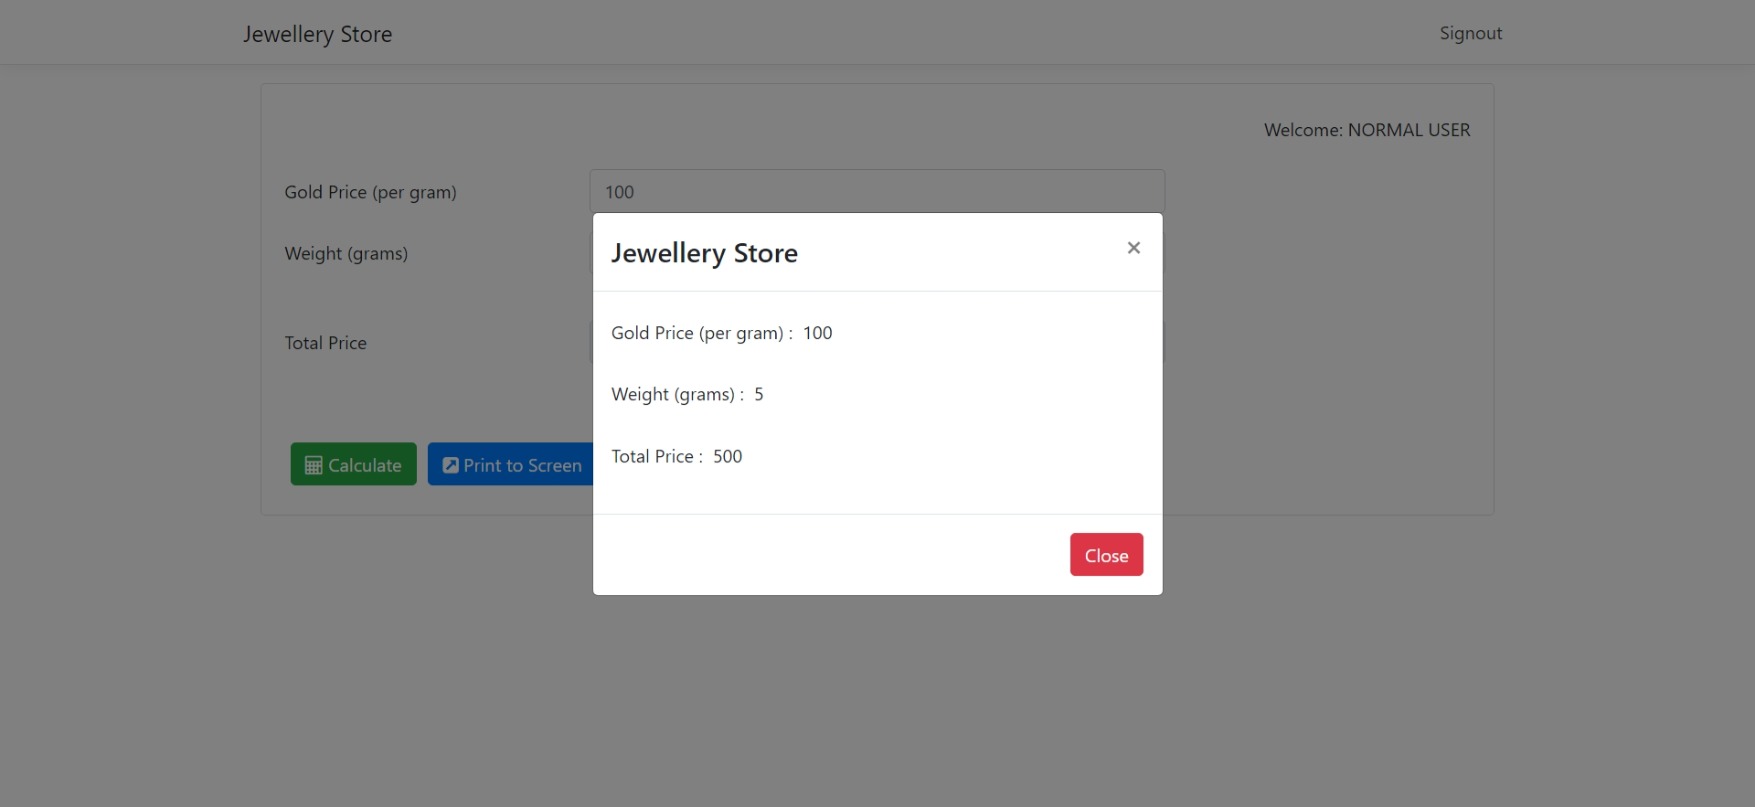 Jewellery Store
Signout
Welcome: NORMAL USER
Gold Price (per gram)
100
Weight (grams)
Total Price
Calculate
Print to Screen
Jewellery Store
×
Gold Price (per gram) : 100
Weight (grams) : 5
Total Price : 500
Close